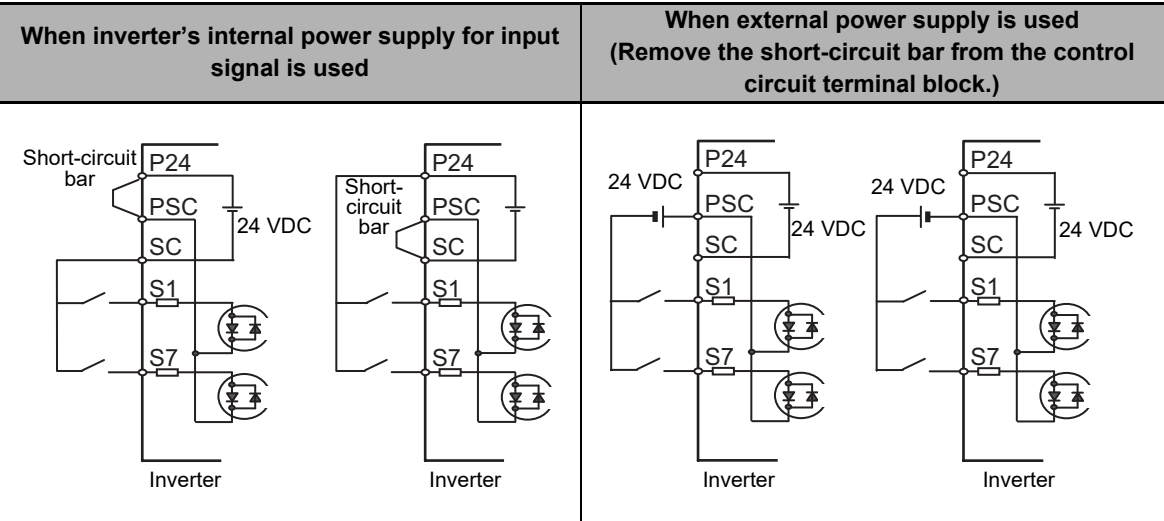 When inverter's internal power supply for input
signal is used
When external power supply is used
(Remove the short-circuit bar from the control
circuit terminal block.)
Short-circuit
bar
P24
PSC
24 VDC
SC
S1
S7
Inverter
Short-
circuit
bar
P24
PSC
SC
S1
S7
Inverter
24 VDC
P24
PSC
24 VDC
SC
S1
S7
Inverter
24 VDC
P24
PSC
24 VDC
SC
S1
S7
Inverter